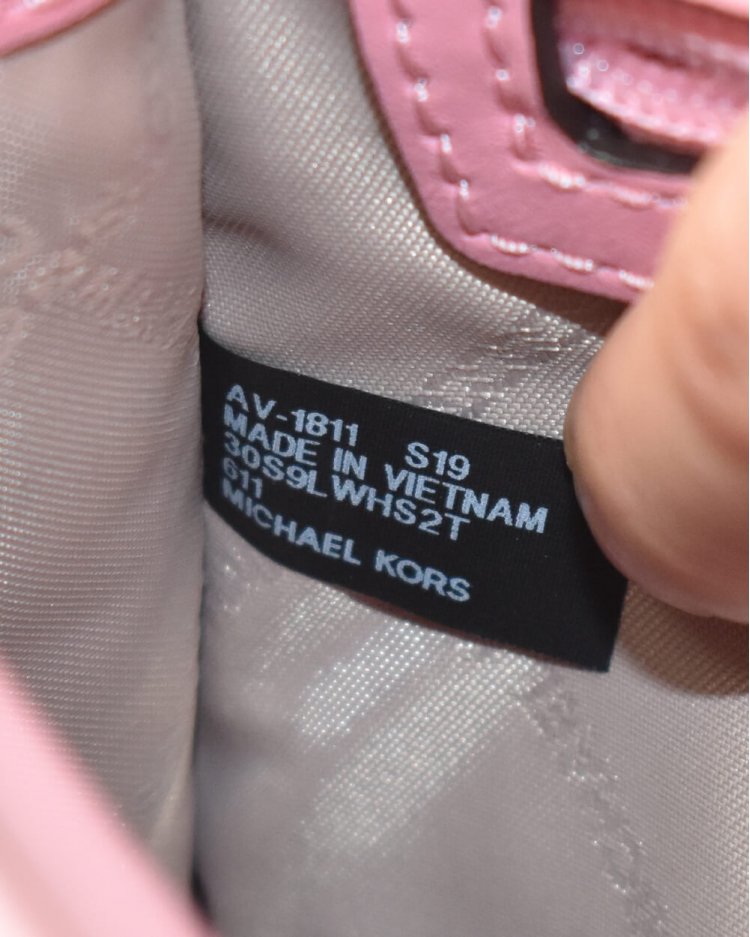 AV-1811 S19
MADE IN VIETNAM
30S9LWHS2T
611
MICHAEL KORS